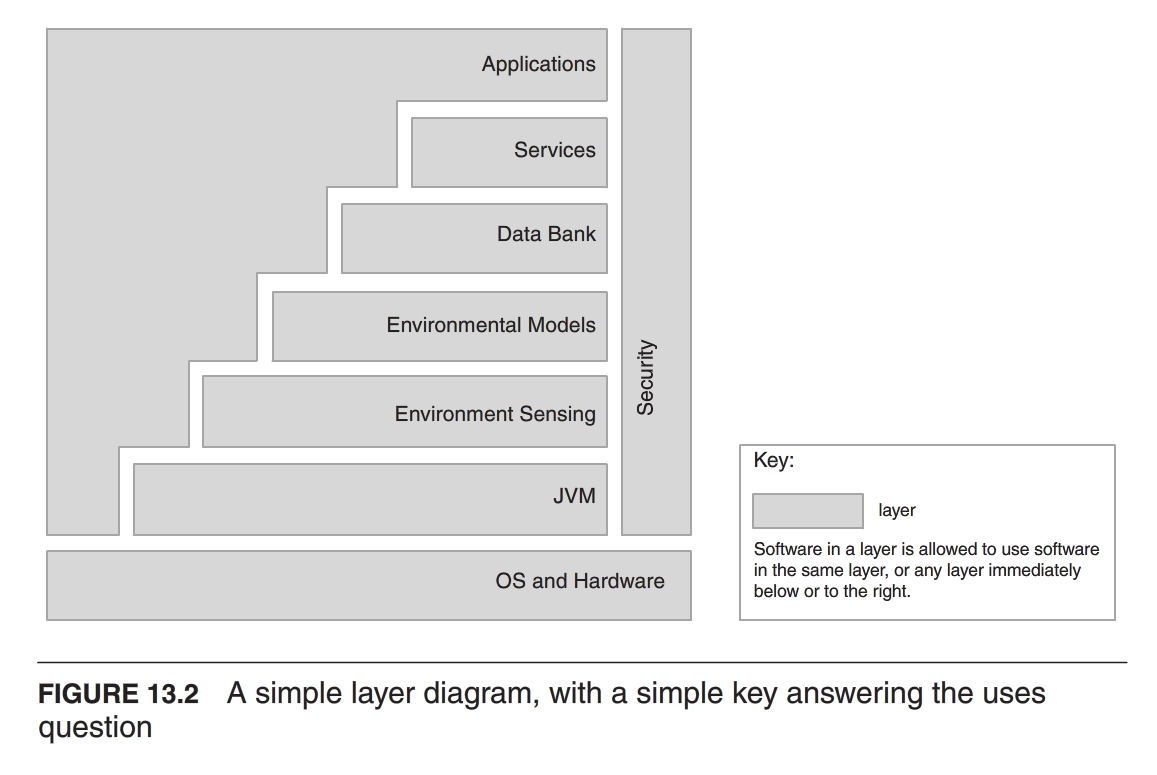 Applications
Services
Data Bank
Environmental Models
Environment Sensing
JVM
Security
OS and Hardware
Key:
layer
Software in a layer is allowed to use software
in the same layer, or any layer immediately
below or to the right.
FIGURE 13.2 A simple layer diagram, with a simple key answering the uses
question